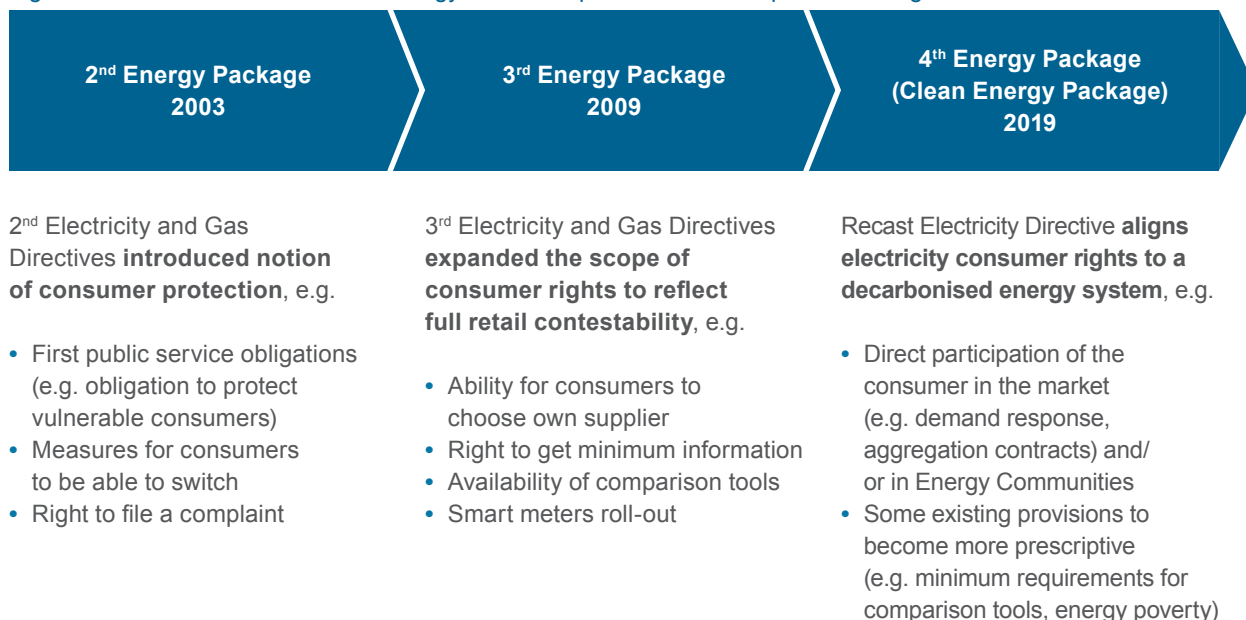 2nd Energy Package
2003
3rd Energy Package
2009
4th Energy Package
(Clean Energy Package)
2019
2nd Electricity and Gas
Directives introduced notion
of consumer protection, e.g.
• First public service obligations
(e.g. obligation to protect
vulnerable consumers)
• Measures for consumers
to be able to switch
• Right to file a complaint
3rd Electricity and Gas Directives
expanded the scope of
consumer rights to reflect
full retail contestability, e.g.
• Ability for consumers to
choose own supplier
• Right to get minimum information
• Availability of comparison tools
• Smart meters roll-out
Recast Electricity Directive aligns
electricity consumer rights to a
decarbonised energy system, e.g.
• Direct participation of the
consumer in the market
(e.g. demand response,
aggregation contracts) and/
or in Energy Communities
• Some existing provisions to
become more prescriptive
(e.g. minimum requirements for
comparison tools, energy poverty)